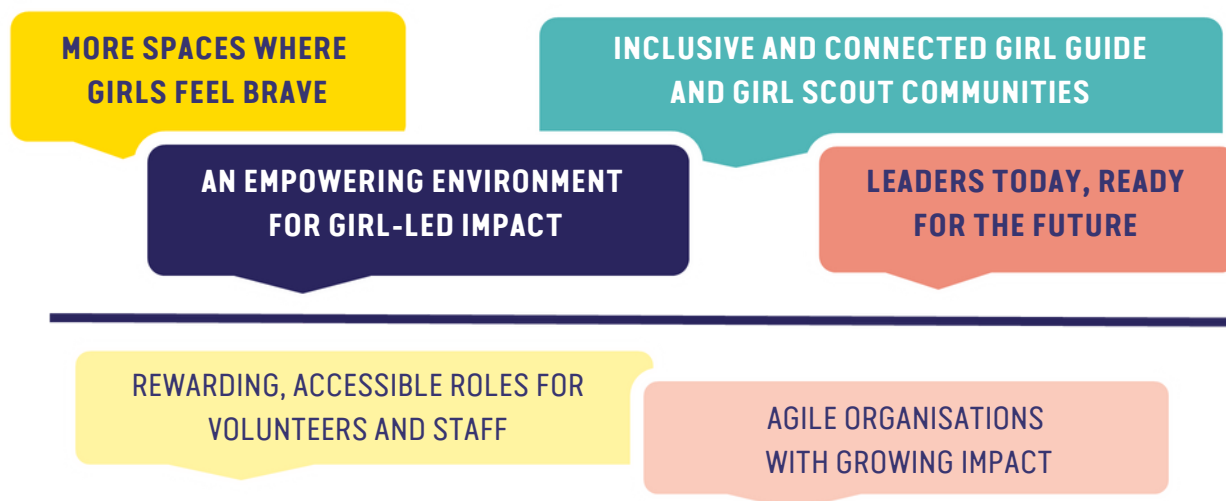 MORE SPACES WHERE
GIRLS FEEL BRAVE
INCLUSIVE AND CONNECTED GIRL GUIDE
AND GIRL SCOUT COMMUNITIES
AN EMPOWERING ENVIRONMENT
FOR GIRL-LED IMPACT
LEADERS TODAY, READY
FOR THE FUTURE
REWARDING, ACCESSIBLE ROLES FOR
VOLUNTEERS AND STAFF
AGILE ORGANISATIONS
WITH GROWING IMPACT